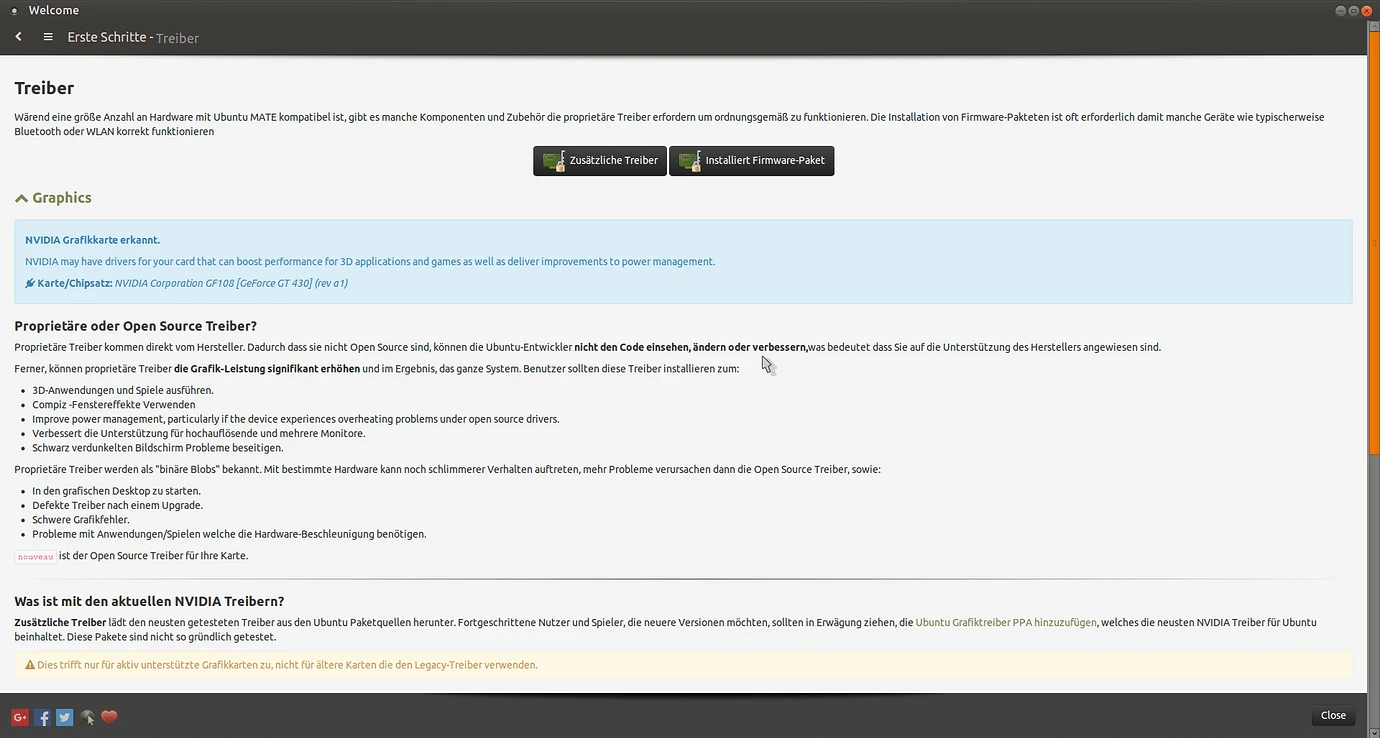 Welcome
Erste Schritte - Treiber
Treiber
Wärend eine größe Anzahl an Hardware mit Ubuntu MATE kompatibel ist, gibt es manche Komponenten und Zubehör die proprietäre Treiber erfordern um ordnungsgemäß zu funktionieren. Die Installation von Firmware-Pakteten ist oft erforderlich damit manche Geräte wie typischerweise
Bluetooth oder WLAN korrekt funktionieren
Zusätzliche Treiber
Installiert Firmware-Paket
Graphics
NVIDIA Grafikkarte erkannt.
NVIDIA may have drivers for your card that can boost performance for 3D applications and games as well as deliver improvements to power management.
Karte/Chipsatz: NVIDIA Corporation GF108 [GeForce GT 430] (rev a1)
Proprietäre oder Open Source Treiber?
Proprietäre Treiber kommen direkt vom Hersteller. Dadurch dass sie nicht Open Source sind, können die Ubuntu-Entwickler nicht den Code einsehen, ändern oder verbessern,was bedeutet dass Sie auf die Unterstützung des Herstellers angewiesen sind.
Ferner, können proprietäre Treiber die Grafik-Leistung signifikant erhöhen und im Ergebnis, das ganze System. Benutzer sollten diese Treiber installieren zum:
• 3D-Anwendungen und Spiele ausführen.
• Compiz -Fenstereffekte Verwenden
• Improve power management, particularly if the device experiences overheating problems under open source drivers.
• Verbessert die Unterstützung für hochauflösende und mehrere Monitore.
• Schwarz verdunkelten Bildschirm Probleme beseitigen.
Proprietäre Treiber werden als "binäre Blobs" bekannt. Mit bestimmte Hardware kann noch schlimmerer Verhalten auftreten, mehr Probleme verursachen dann die Open Source Treiber, sowie:
• In den grafischen Desktop zu starten.
• Defekte Treiber nach einem Upgrade.
• Schwere Grafikfehler.
• Probleme mit Anwendungen/Spielen welche die Hardware-Beschleunigung benötigen.
nouveau ist der Open Source Treiber für Ihre Karte.
Was ist mit den aktuellen NVIDIA Treibern?
Zusätzliche Treiber lädt den neusten getesteten Treiber aus den Ubuntu Paketquellen herunter. Fortgeschrittene Nutzer und Spieler, die neuere Versionen möchten, sollten in Erwägung ziehen, die Ubuntu Grafiktreiber PPA hinzuzufügen, welches die neusten NVIDIA Treiber für Ubuntu
beinhaltet. Diese Pakete sind nicht so gründlich getestet.
Dies trifft nur für aktiv unterstützte Grafikkarten zu, nicht für ältere Karten die den Legacy-Treiber verwenden.
G+
Close